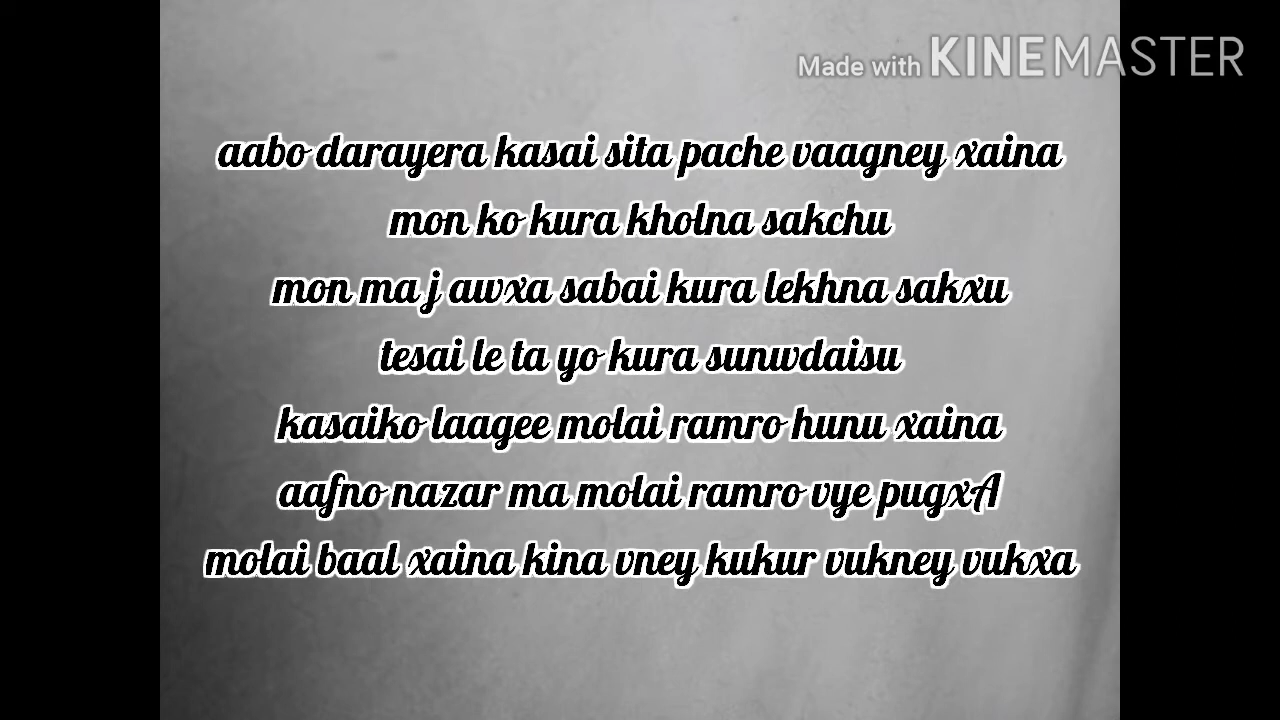 Made with KINEMASTER
aabo darayera kasai sita pache vaagney xaina
mon ko kura kholna sakchu
mon ma j awxa sabai kura lekhna sakxu
tesai le ta yo kura sunwdaisu
kasaiko laagee molai ramro hunu xaina
aafno nazar ma molai ramro vye pugxA
molai baal xaina kina vney kukur vukney vukxa